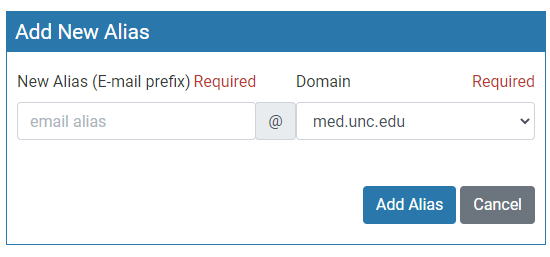 Add New Alias
New Alias (E-mail prefix) Required Domain Required
email alias @ med.unc.edu
Add Alias Cancel